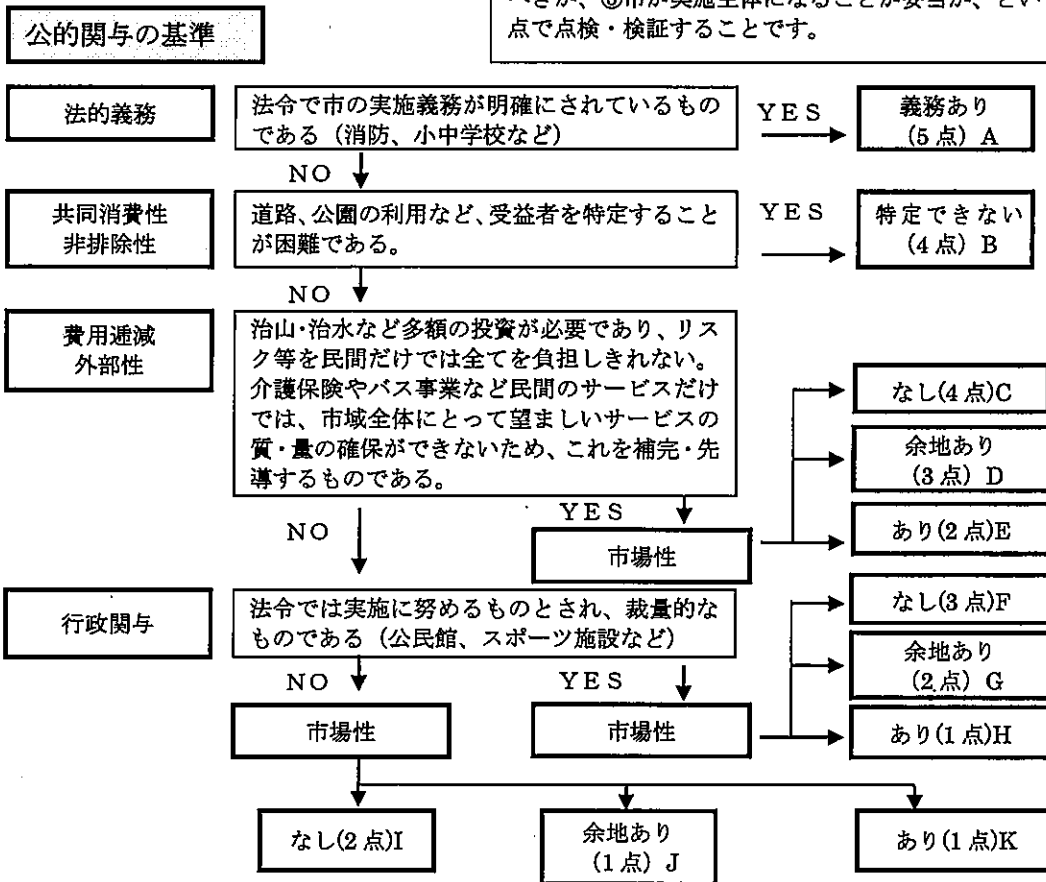 公的関与の基準
点で点検・検証することです。
法的義務
法令で市の実施義務が明確にされているもの
である（消防、小中学校など）
YES
義務あり
(5点) A
NO
共同消費性
非排除性
道路、公園の利用など、受益者を特定すること
が困難である。
YES
特定できない
(4点) B
NO
費用逓減
外部性
治山・治水など多額の投資が必要であり、リス
ク等を民間だけでは全てを負担しきれない。
介護保険やバス事業など民間のサービスだけ
では、市域全体にとって望ましいサービスの
質・量の確保ができないため、これを補完・先
導するものである。
なし(4点)C
余地あり
(3点) D
あり(2点)E
NO
YES
市場性
行政関与
法令では実施に努めるものとされ、裁量的な
ものである（公民館、スポーツ施設など）
なし(3点)F
余地あり
(2点) G
あり(1点)H
NO
YES
市場性
市場性
なし(2点)I
余地あり
(1点) J
あり(1点)K